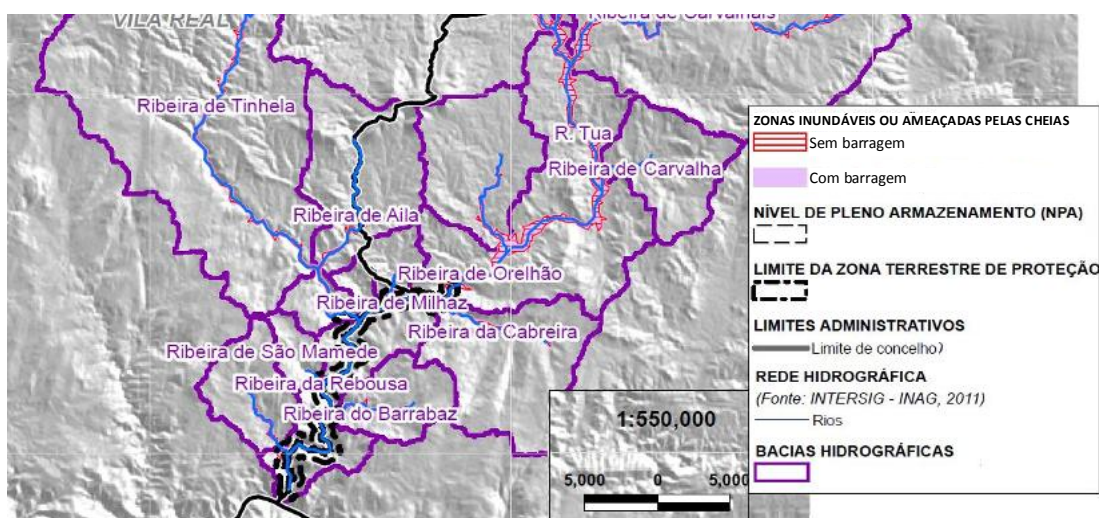 VILA REAL
Ribeira de Carvalhais
Ribeira de Tinhela
R. Tua
Ribeira de Carvalha
Ribeira de Aila
Ribeira de Orelhão
Ribeira de Milhaz
Ribeira da Cabreira
Ribeira de São Mamede
Ribeira da Rebousa
Ribeira do Barrabaz
1:550,000
5,000 0 5,000
ZONAS INUNDÁVEIS OU AMEAÇADAS PELAS CHEIAS
Sem barragem
Com barragem
NÍVEL DE PLENO ARMAZENAMENTO (NPA)
LIMITE DA ZONA TERRESTRE DE PROTEÇÃO
LIMITES ADMINISTRATIVOS
Limite de concelho)
REDE HIDROGRÁFICA
(Fonte: INTERSIG - INAG, 2011)
Rios
BACIAS HIDROGRÁFICAS